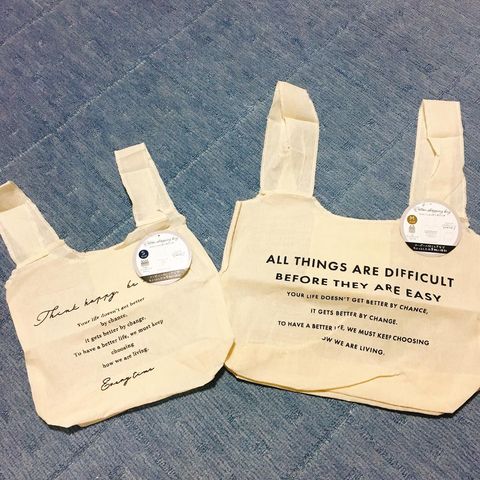 Think happy, be
Your life doesn't get better
by chance,
it gets better by change.
To have a better life, we must keep
choosing
how we are living.
Every time
ALL THINGS ARE DIFFICULT
BEFORE THEY ARE EASY
YOUR LIFE DOESN'T GET BETTER BY CHANCE,
IT GETS BETTER BY CHANGE.
TO HAVE A BETTER LIFE, WE MUST KEEP CHOOSING
OW WE ARE LIVING.